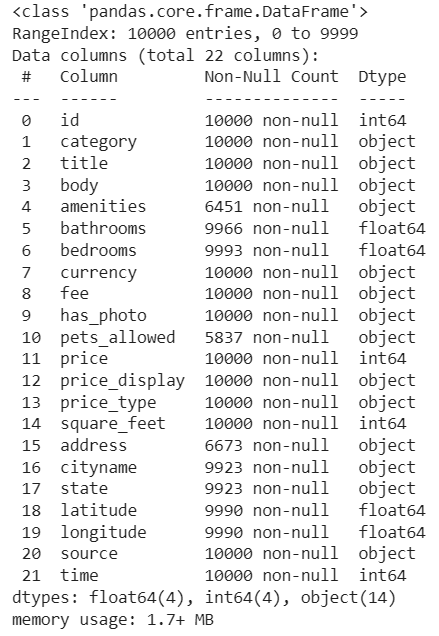 <class 'pandas.core.frame.DataFrame'>
RangeIndex: 10000 entries, 0 to 9999
Data columns (total 22 columns):
 #   Column         Non-Null Count  Dtype
---  ------         --------------  -----
 0   id             10000 non-null  int64
 1   category       10000 non-null  object
 2   title          10000 non-null  object
 3   body           10000 non-null  object
 4   amenities      6451 non-null   object
 5   bathrooms      9966 non-null   float64
 6   bedrooms       9993 non-null   float64
 7   currency       10000 non-null  object
 8   fee            10000 non-null  object
 9   has_photo      10000 non-null  object
 10  pets_allowed   5837 non-null   object
 11  price          10000 non-null  int64
 12  price_display  10000 non-null  object
 13  price_type     10000 non-null  object
 14  square_feet    10000 non-null  int64
 15  address        6673 non-null   object
 16  cityname       9923 non-null   object
 17  state          9923 non-null   object
 18  latitude       9990 non-null   float64
 19  longitude      9990 non-null   float64
 20  source         10000 non-null  object
 21  time           10000 non-null  int64
dtypes: float64(4), int64(4), object(14)
memory usage: 1.7+ MB